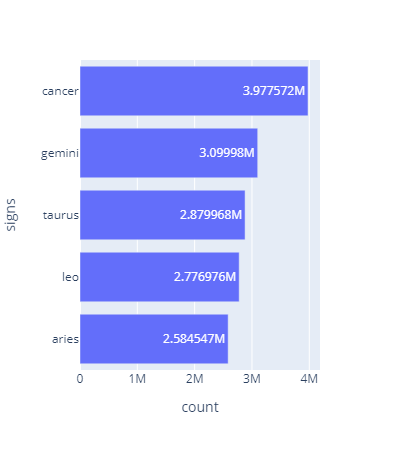 cancer 3.977572M
gemini 3.09998M
taurus 2.879968M
leo 2.776976M
aries 2.584547M
signs
0 1M 2M 3M 4M
count